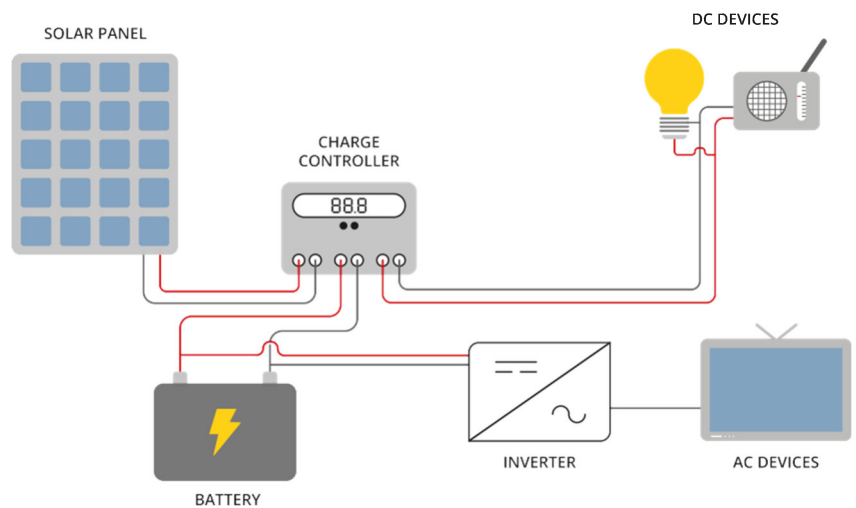 DC DEVICES
SOLAR PANEL
CHARGE
CONTROLLER
88.8
INVERTER
AC DEVICES
BATTERY